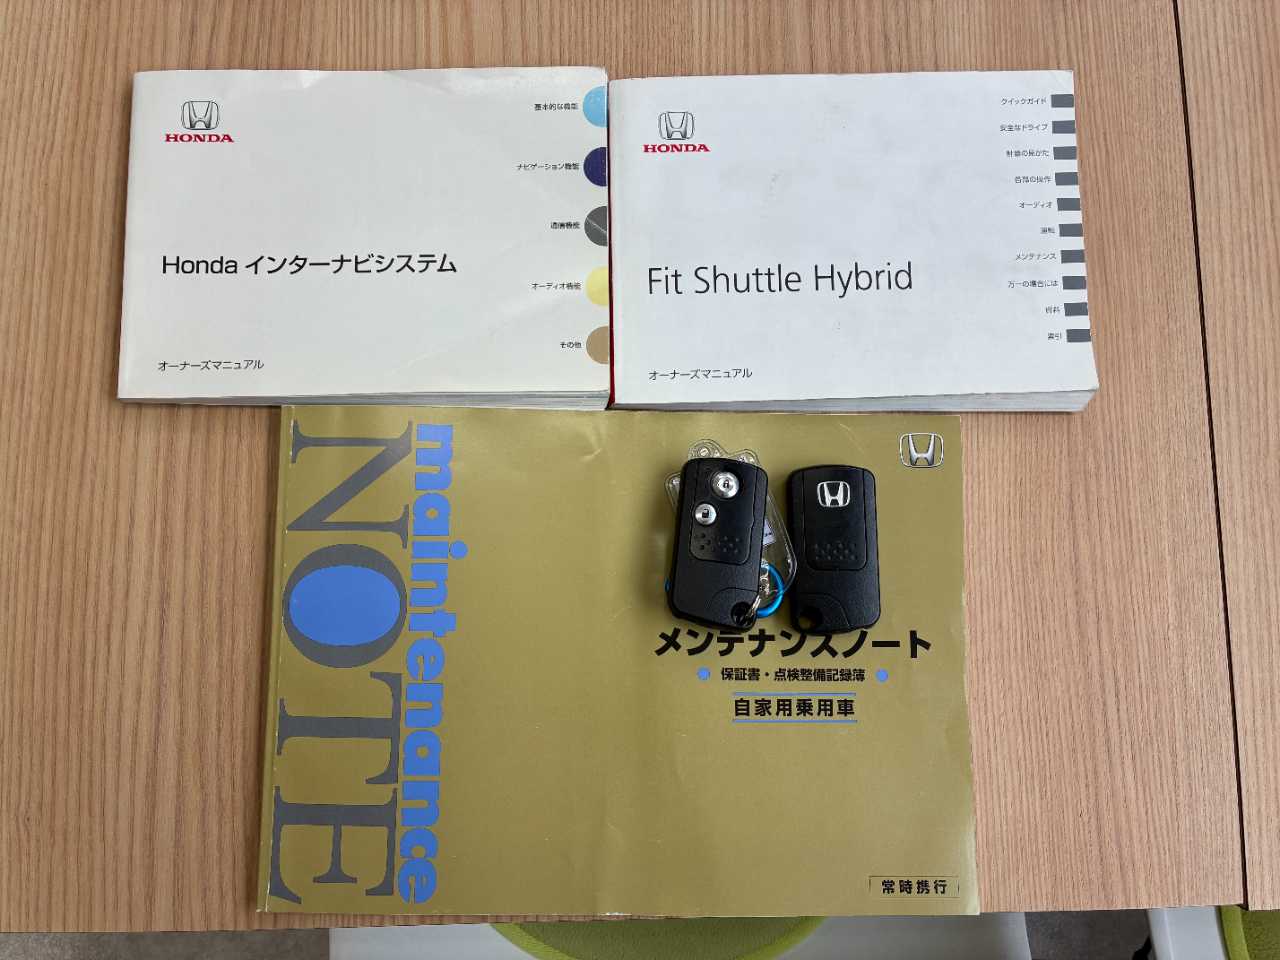 HONDA
基本的な機能
ナビゲーション機能
通信機能
オーディオ機能
その他
Honda インターナビシステム
オーナーズマニュアル
HONDA
クイックガイド
安全なドライブ
計器の見かた
各部の操作
オーディオ
運転
メンテナンス
万一の場合には
資料
索引
Fit Shuttle Hybrid
オーナーズマニュアル
maintenance
NOTE
メンテナンスノート
保証書・点検整備記録簿
自家用乗用車
常時携行